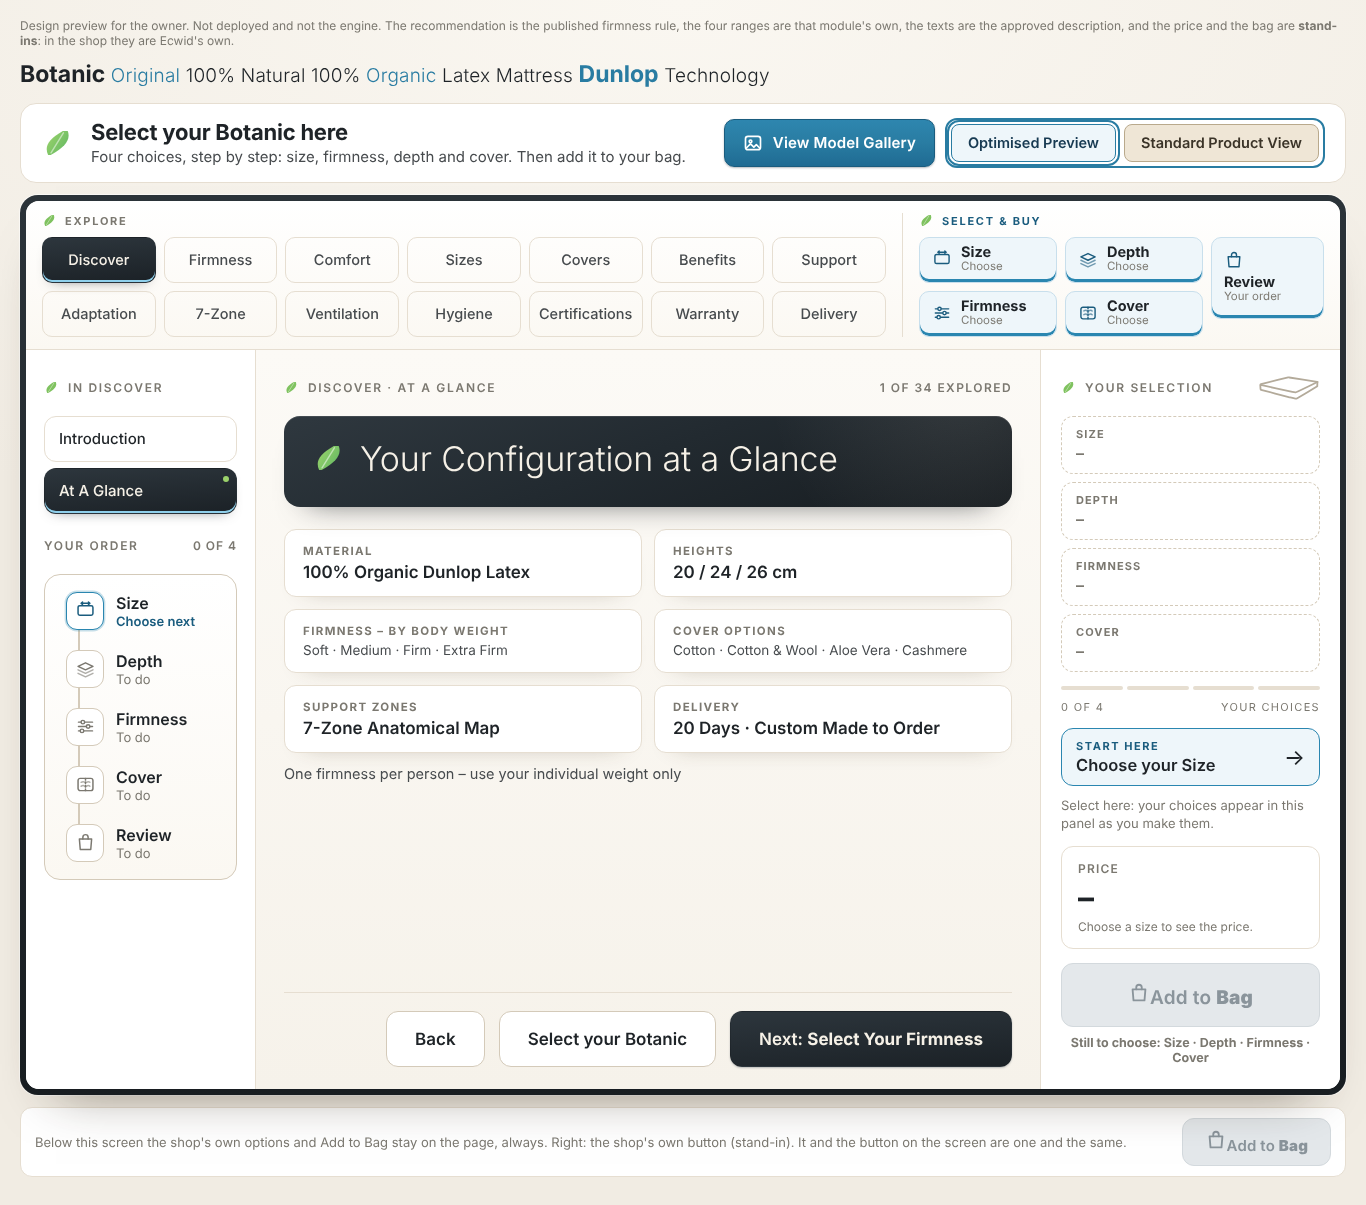 Design preview for the owner. Not deployed and not the engine. The recommendation is the published firmness rule, the four ranges are that module's own, the texts are the approved description, and the price and the bag are stand-
ins: in the shop they are Ecwid's own.
Botanic Original 100% Natural 100% Organic Latex Mattress Dunlop Technology
Select your Botanic here
Four choices, step by step: size, firmness, depth and cover. Then add it to your bag.
View Model Gallery
Optimised Preview
Standard Product View
EXPLORE
Discover
Firmness
Comfort
Sizes
Covers
Benefits
Support
Adaptation
7-Zone
Ventilation
Hygiene
Certifications
Warranty
Delivery
SELECT & BUY
Size
Choose
Depth
Choose
Firmness
Choose
Cover
Choose
Review
Your order
IN DISCOVER
Introduction
At A Glance
YOUR ORDER
0 OF 4
Size
Choose next
Depth
To do
Firmness
To do
Cover
To do
Review
To do
DISCOVER · AT A GLANCE
1 OF 34 EXPLORED
Your Configuration at a Glance
MATERIAL
100% Organic Dunlop Latex
HEIGHTS
20 / 24 / 26 cm
FIRMNESS – BY BODY WEIGHT
Soft · Medium · Firm · Extra Firm
COVER OPTIONS
Cotton · Cotton & Wool · Aloe Vera · Cashmere
SUPPORT ZONES
7-Zone Anatomical Map
DELIVERY
20 Days · Custom Made to Order
One firmness per person – use your individual weight only
Back
Select your Botanic
Next: Select Your Firmness
YOUR SELECTION
SIZE
–
DEPTH
–
FIRMNESS
–
COVER
–
0 OF 4
YOUR CHOICES
START HERE
Choose your Size
Select here: your choices appear in this
panel as you make them.
PRICE
–
Choose a size to see the price.
Add to Bag
Still to choose: Size · Depth · Firmness ·
Cover
Below this screen the shop's own options and Add to Bag stay on the page, always. Right: the shop's own button (stand-in). It and the button on the screen are one and the same.
Add to Bag